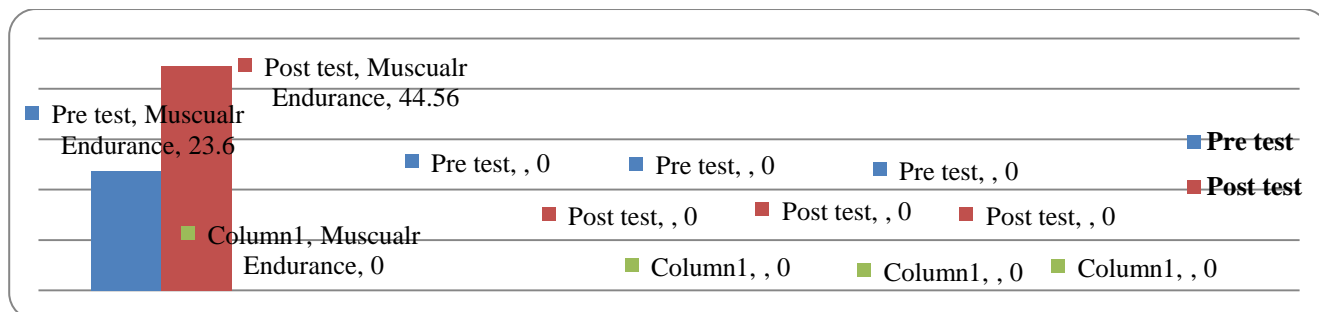 Post test, Muscualr
Endurance, 44.56
Pre test, Muscualr
Endurance, 23.6
Pre test, , 0
Pre test, , 0
Pre test, , 0
Pre test
Post test
Post test, , 0
Post test, , 0
Post test, , 0
Column1, Muscualr
Endurance, 0
Column1, , 0
Column1, , 0
Column1, , 0